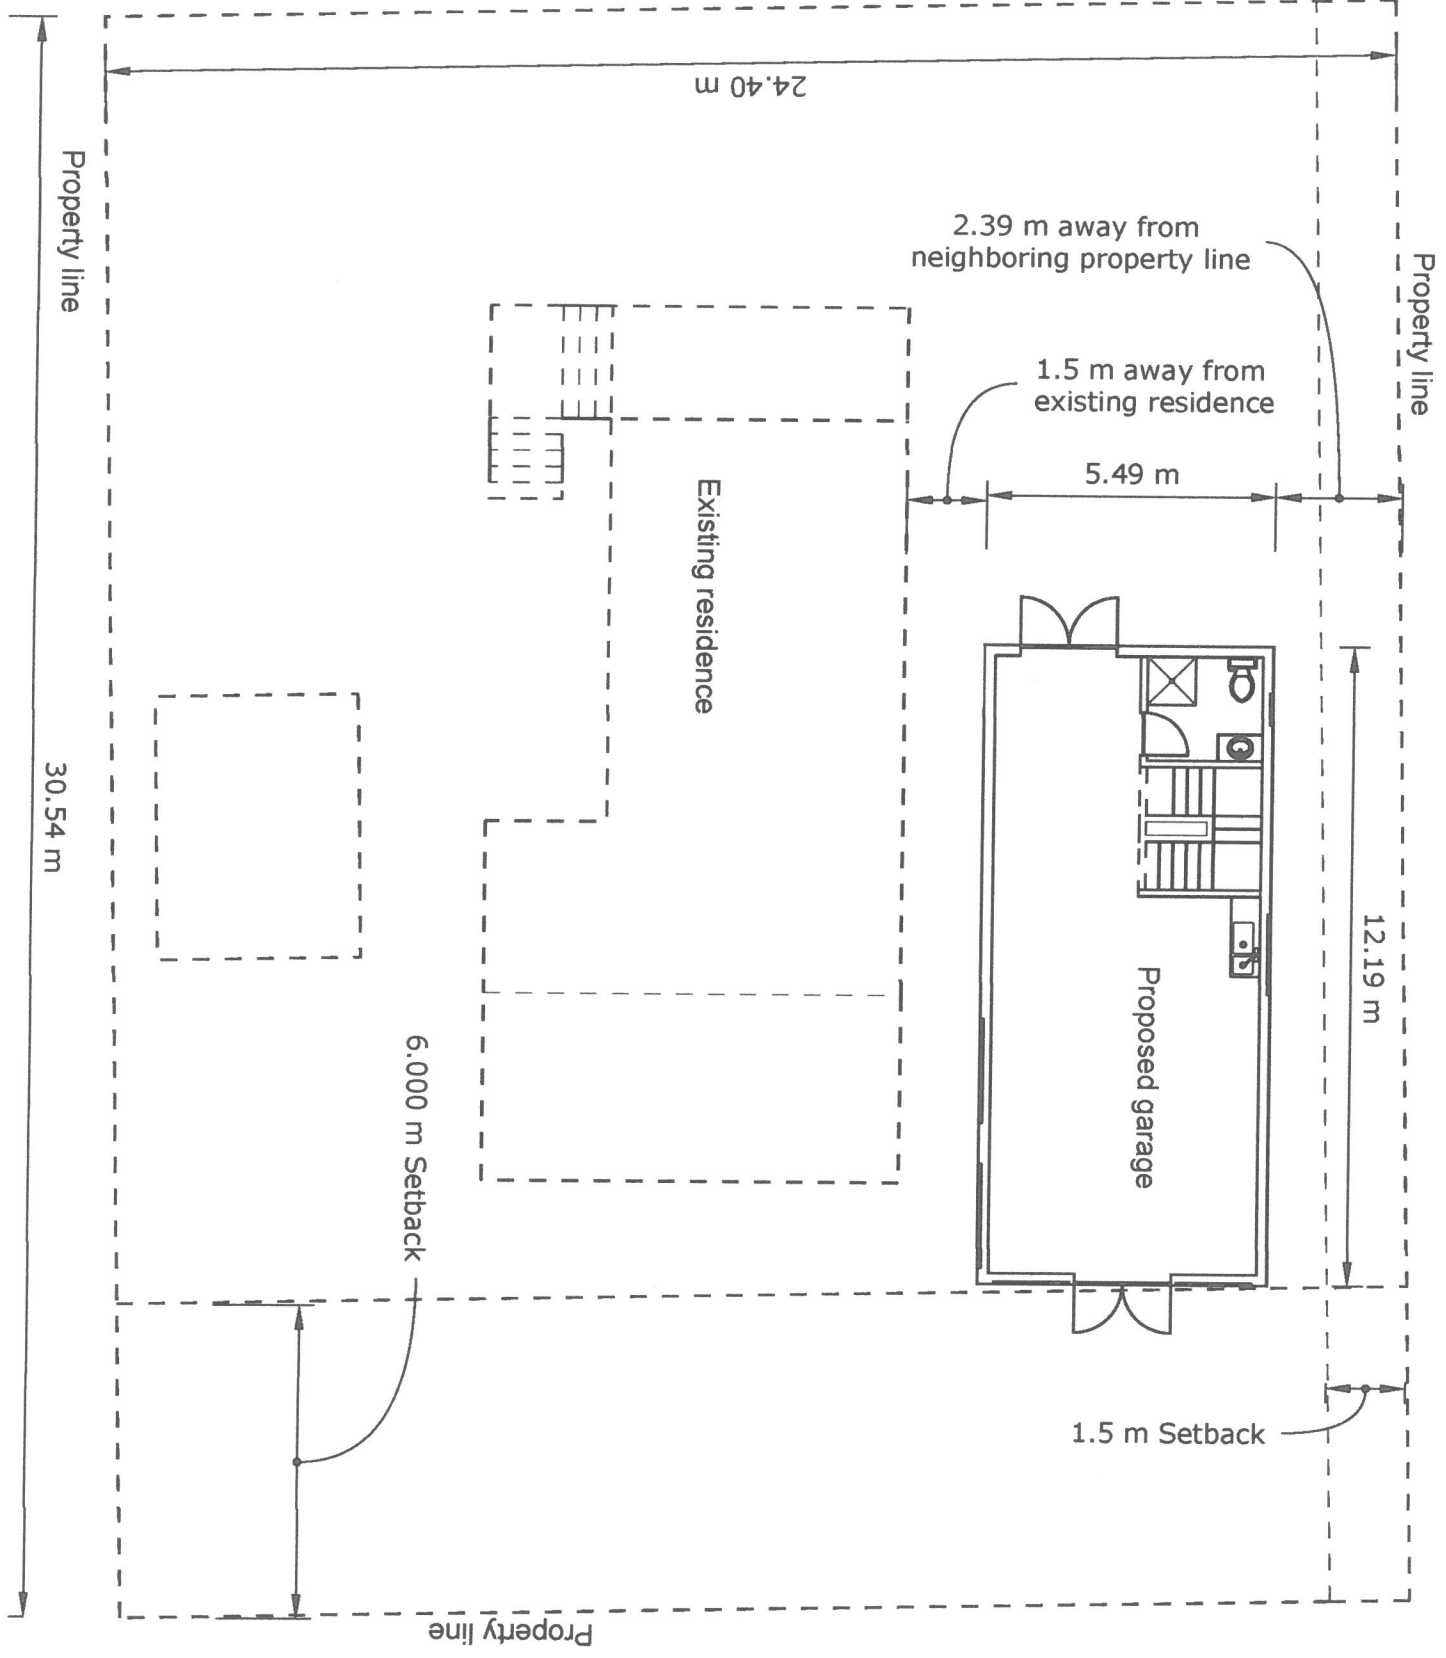 24.40 m
Property line
2.39 m away from
neighboring property line
Property line
1.5 m away from
existing residence
5.49 m
Existing residence
30.54 m
12.19 m
Proposed garage
6.000 m Setback
1.5 m Setback
Property line